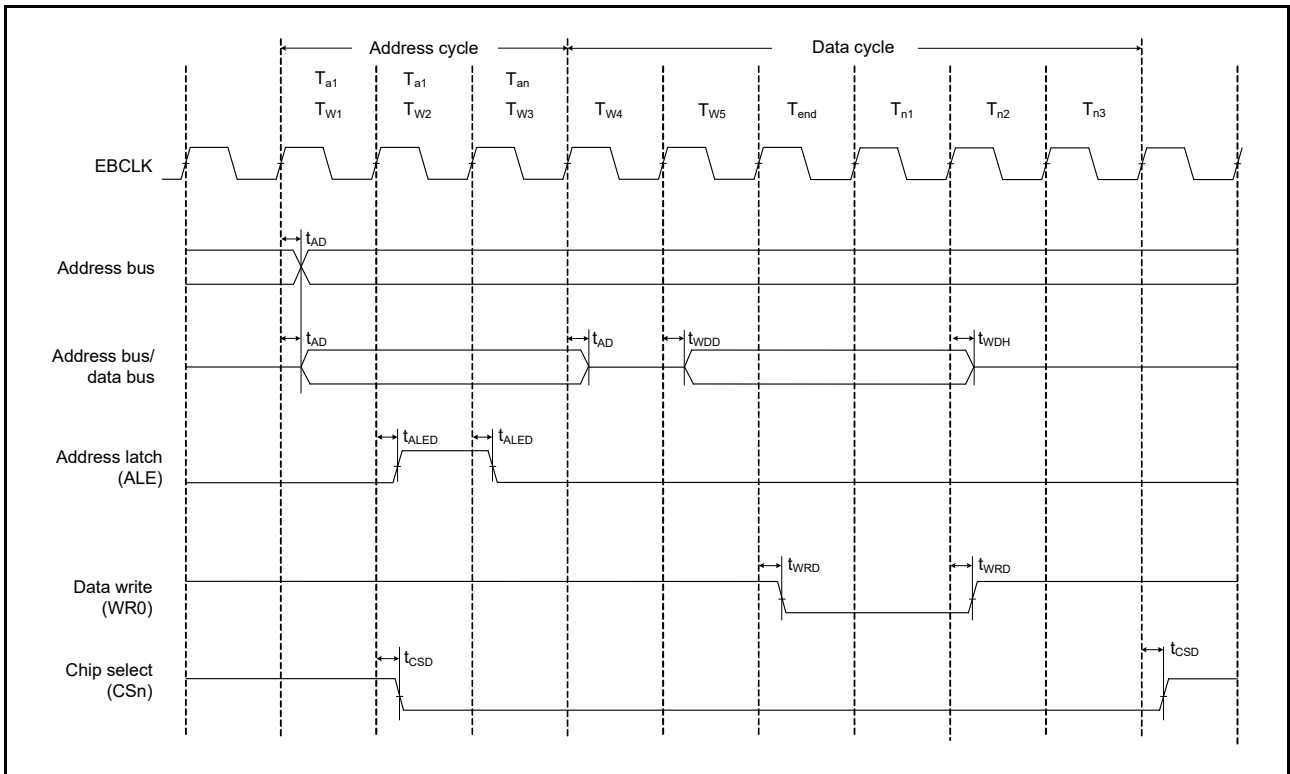 Address cycle Data cycle
Ta1 Ta1 Tan
TW1 TW2 TW3 TW4 TW5 Tend Tn1 Tn2 Tn3
EBCLK
tAD
Address bus
tAD tAD tWDD tWDH
Address bus/
data bus
tALED tALED
Address latch
(ALE)
tWRD tWRD
Data write
(WR0)
tCSD tCSD
Chip select
(CSn)